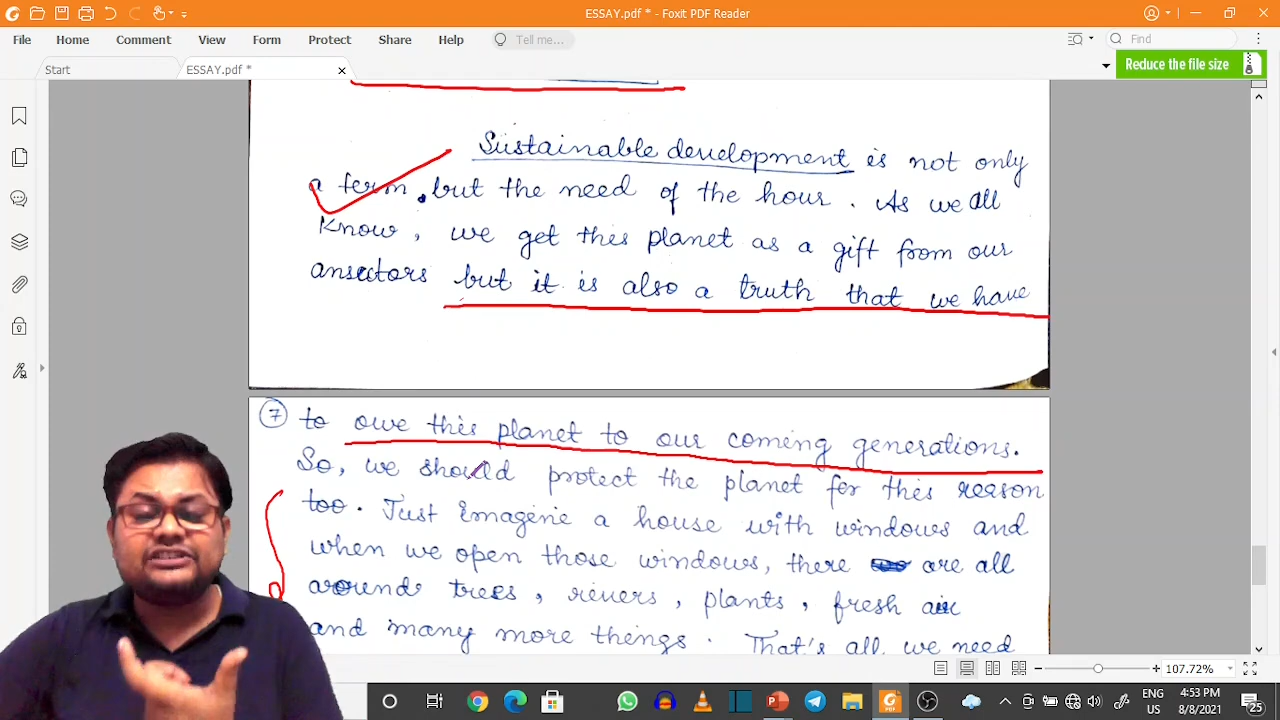 ESSAY.pdf * - Foxit PDF Reader
File Home Comment View Form Protect Share Help Tell me... Find
Start ESSAY.pdf * Reduce the file size
Sustainable development is not only
a term, but the need of the hour. As we all
know, we get this planet as a gift from our
ansectors but it is also a truth that we have
7 to owe this planet to our coming generations.
So, we should protect the planet for this reason
too. Just imagine a house with windows and
when we open those windows, there are all
around trees, rivers, plants, fresh air
and many more things. That's all we need
107.72%
ENG 4:53 PM
US 8/8/2021 25